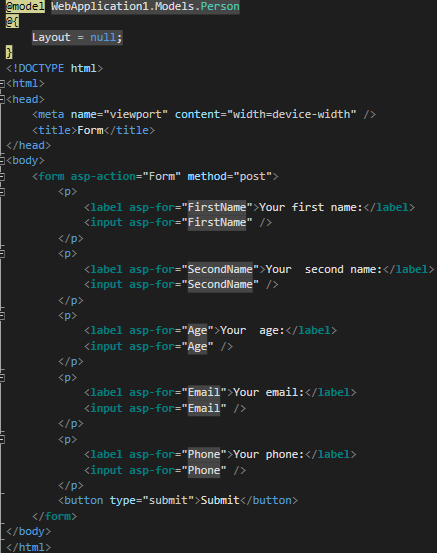 @model WebApplication1.Models.Person
@{
    Layout = null;
}
<!DOCTYPE html>
<html>
<head>
    <meta name="viewport" content="width=device-width" />
    <title>Form</title>
</head>
<body>
    <form asp-action="Form" method="post">
        <p>
            <label asp-for="FirstName">Your first name:</label>
            <input asp-for="FirstName" />
        </p>
        <p>
            <label asp-for="SecondName">Your  second name:</label>
            <input asp-for="SecondName" />
        </p>
        <p>
            <label asp-for="Age">Your  age:</label>
            <input asp-for="Age" />
        </p>
        <p>
            <label asp-for="Email">Your email:</label>
            <input asp-for="Email" />
        </p>
        <p>
            <label asp-for="Phone">Your phone:</label>
            <input asp-for="Phone" />
        </p>
        <button type="submit">Submit</button>
    </form>
</body>
</html>